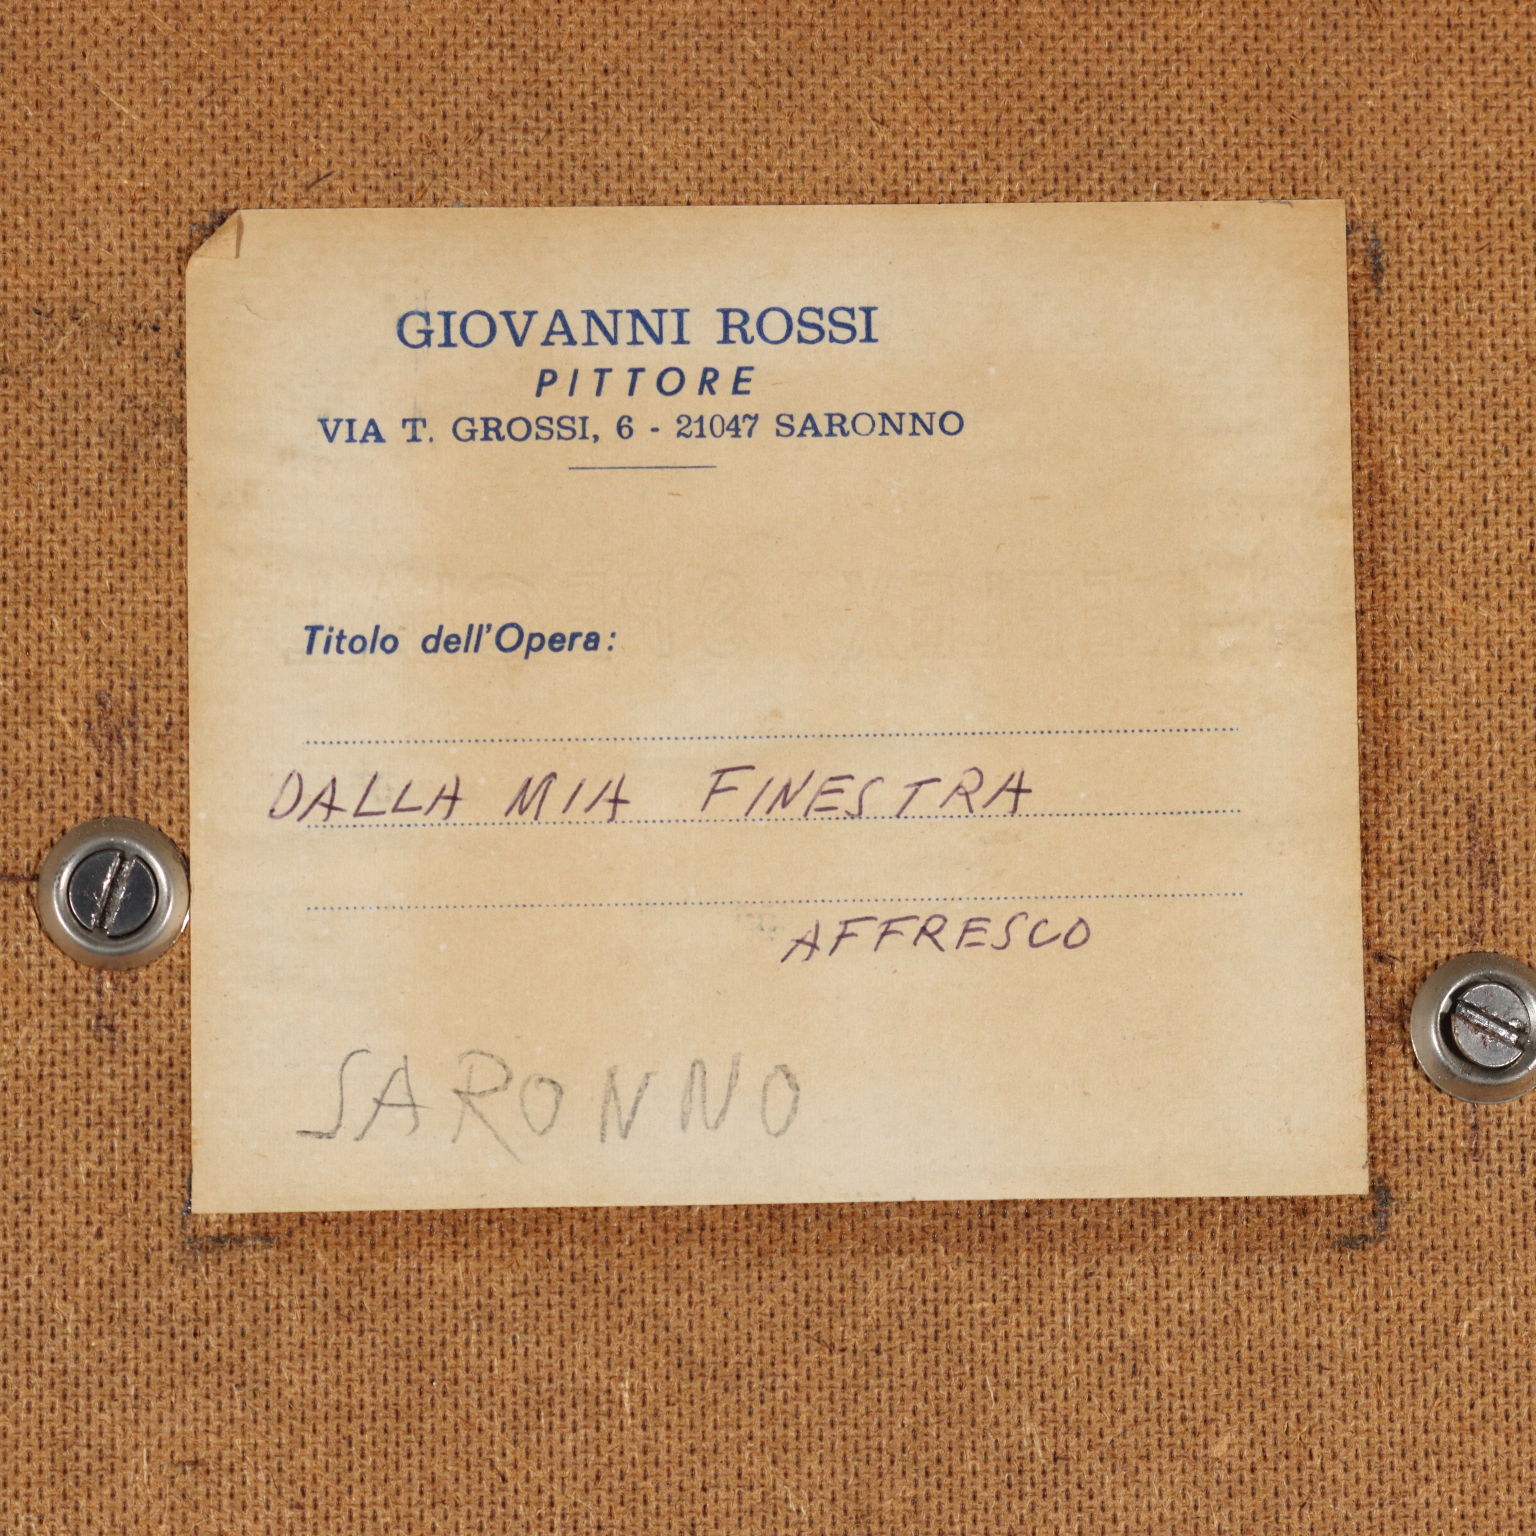 GIOVANNI ROSSI
PITTORE
VIA T. GROSSI, 6 - 21047 SARONNO
Titolo dell'Opera:
DALLA MIA FINESTRA
AFFRESCO
SARONNO